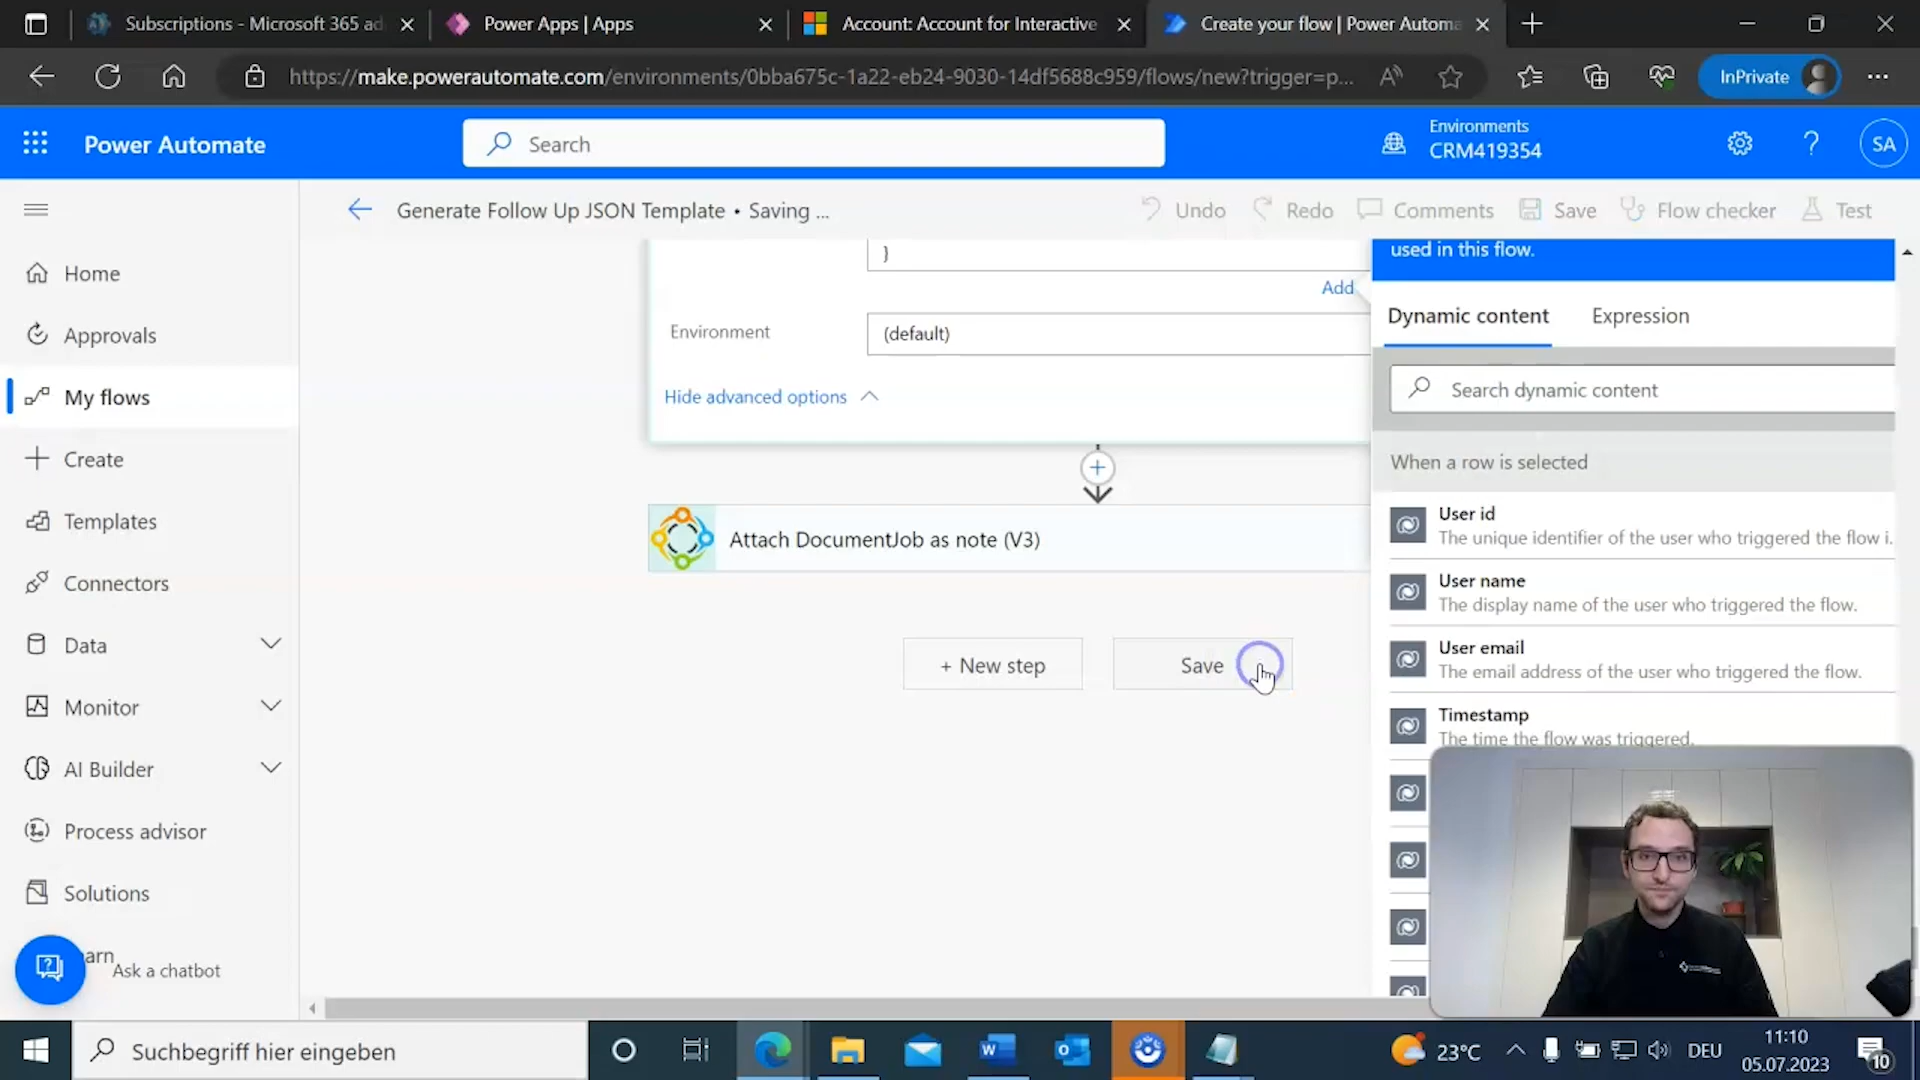 Subscriptions - Microsoft 365 ad
Power Apps | Apps
Account: Account for Interactive
Create your flow | Power Automa
https://make.powerautomate.com/environments/0bba675c-1a22-eb24-9030-14df5688c959/flows/new?trigger=p...
InPrivate
Power Automate
Search
Environments
CRM419354
SA
Generate Follow Up JSON Template • Saving ...
Undo
Redo
Comments
Save
Flow checker
Test
Home
Approvals
My flows
Create
Templates
Connectors
Data
Monitor
AI Builder
Process advisor
Solutions
arn
Ask a chatbot
}
Add
Environment
(default)
Hide advanced options
Attach DocumentJob as note (V3)
+ New step
Save
used in this flow.
Dynamic content
Expression
Search dynamic content
When a row is selected
User id
The unique identifier of the user who triggered the flow i.
User name
The display name of the user who triggered the flow.
User email
The email address of the user who triggered the flow.
Timestamp
The time the flow was triggered.
Suchbegriff hier eingeben
23°C
DEU
11:10
05.07.2023
10